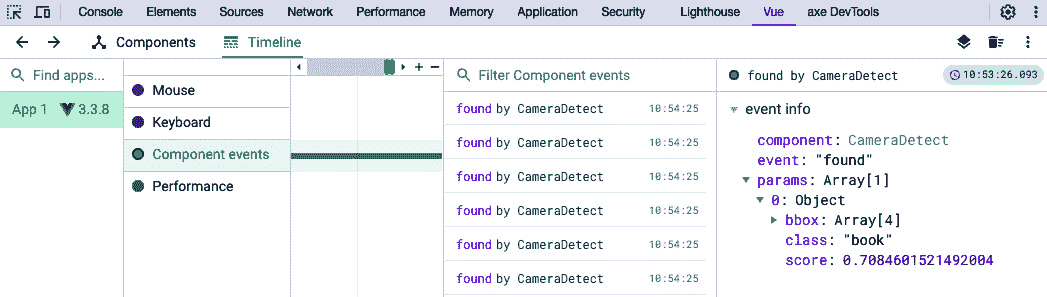 Console Elements Sources Network Performance Memory Application Security Lighthouse Vue axe DevTools
Components Timeline
Find apps...
App 1 3.3.8
Mouse
Keyboard
Component events
Performance
Filter Component events
found by CameraDetect 10:54:25
found by CameraDetect 10:54:25
found by CameraDetect 10:54:25
found by CameraDetect 10:54:25
found by CameraDetect 10:54:25
found by CameraDetect 10:54:25
found by CameraDetect 10:53:26.093
event info
component: CameraDetect
event: "found"
params: Array[1]
0: Object
bbox: Array[4]
class: "book"
score: 0.7084601521492004